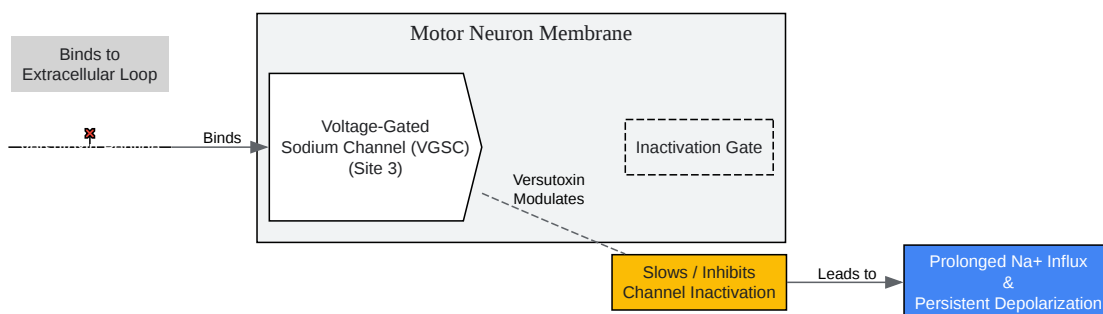 Motor Neuron Membrane
Binds to
Extracellular Loop
Binds
Voltage-Gated
Sodium Channel (VGSC)
(Site 3)
Inactivation Gate
Versutoxin
Modulates
Slows / Inhibits
Channel Inactivation
Leads to
Prolonged Na+ Influx
&
Persistent Depolarization